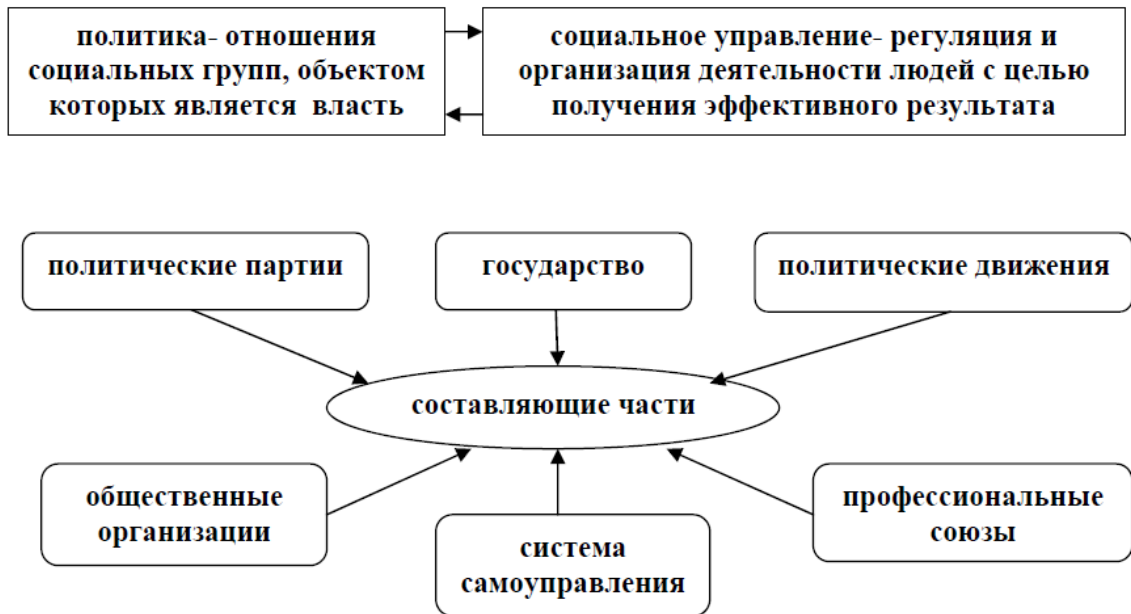 политика- отношения
социальных групп, объектом
которых является власть
социальное управление- регуляция и
организация деятельности людей с целью
получения эффективного результата
политические партии
государство
политические движения
составляющие части
общественные
организации
система
самоуправления
профессиональные
союзы